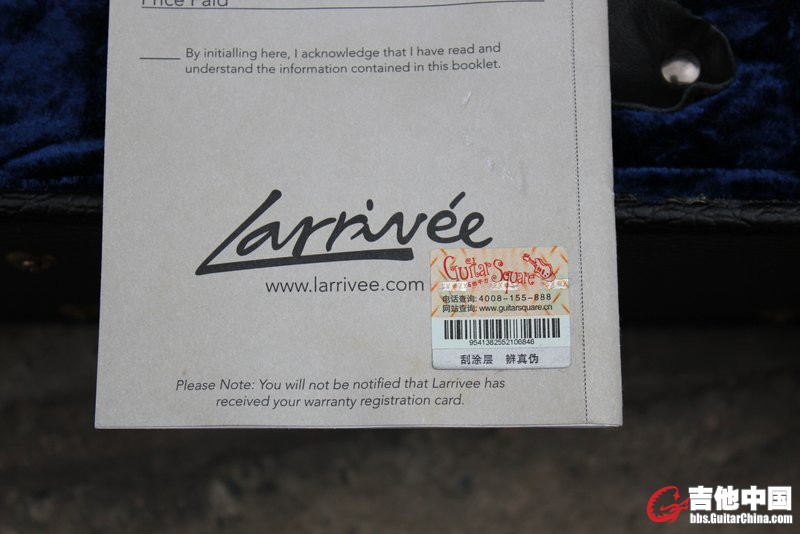 Price Paid
By initialling here, I acknowledge that I have read and
understand the information contained in this booklet.
Larrivée
www.larrivee.com
Guitar Square
电话查询: 4008-155-888
网站查询: www.guitarsquare.cn
9541382552106846
刮涂层 辨真伪
Please Note: You will not be notified that Larrivee has
received your warranty registration card.
吉他中国
bbs.GuitarChina.com